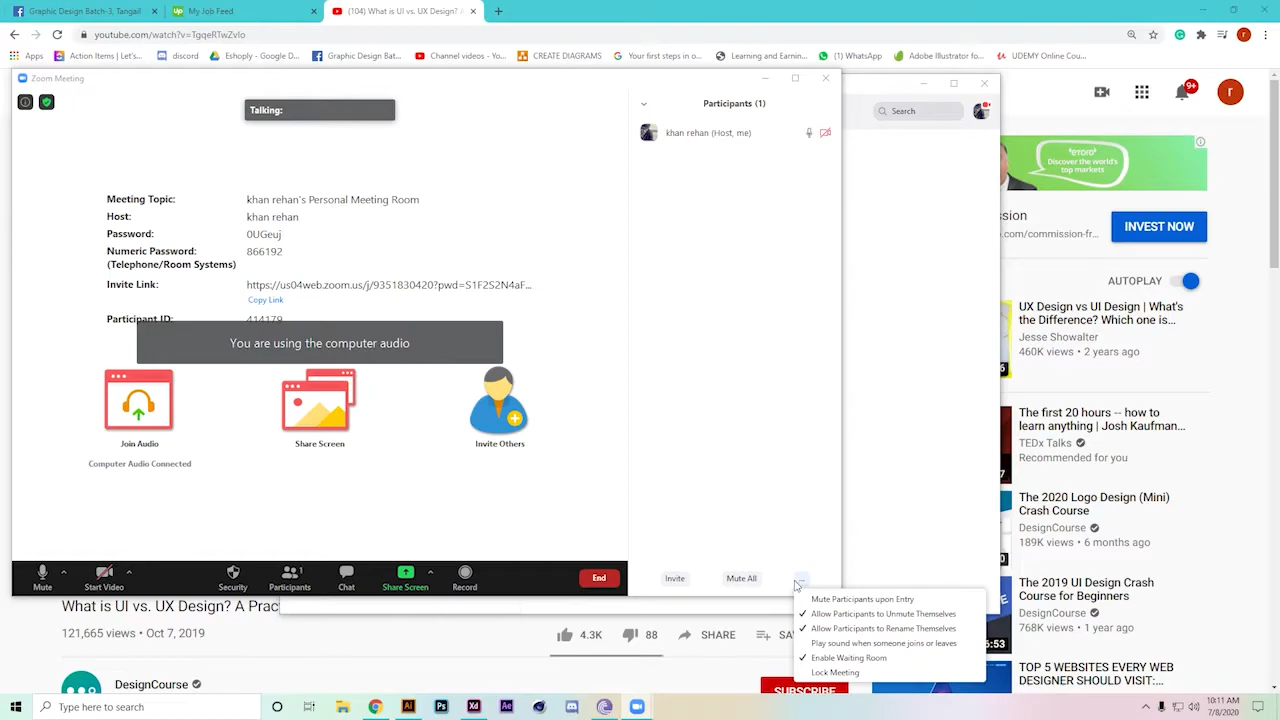 Graphic Design Batch-3, Tangail
My Job Feed
(104) What is UI vs. UX Design? A
youtube.com/watch?v=TgqeRTwZvIo
Apps
Action Items | Let's...
discord
Eshoply - Google D...
Graphic Design Bat...
Channel videos - Yo...
CREATE DIAGRAMS
Your first steps in o...
Learning and Earnin...
(1) WhatsApp
Adobe Illustrator fo...
UDEMY Online Cou...
Zoom Meeting
Talking:
Participants (1)
khan rehan (Host, me)
Search
9+
r
Meeting Topic:
khan rehan's Personal Meeting Room
Host:
khan rehan
Password:
0UGeuj
Numeric Password:
866192
(Telephone/Room Systems)
Invite Link:
https://us04web.zoom.us/j/9351830420?pwd=S1F2S2N4aF...
Copy Link
Participant ID:
414179
You are using the computer audio
Join Audio
Share Screen
Invite Others
Computer Audio Connected
Mute
Start Video
Security
Participants
1
Chat
Share Screen
Record
End
Invite
Mute All
...
Mute Participants upon Entry
Allow Participants to Unmute Themselves
Allow Participants to Rename Themselves
Play sound when someone joins or leaves
Enable Waiting Room
Lock Meeting
eToro
Discover the world's
top markets
ssion
o.com/commission-fr...
INVEST NOW
AUTOPLAY
UX Design vs UI Design | What's
the Difference? Which one is...
Jesse Showalter
460K views • 2 years ago
The first 20 hours -- how to
learn anything | Josh Kaufman...
TEDx Talks
Recommended for you
The 2020 Logo Design (Mini)
Crash Course
DesignCourse
189K views • 6 months ago
The 2019 UI Design Crash
Course for Beginners
DesignCourse
768K views • 1 year ago
6:53
TOP 5 WEBSITES EVERY WEB
DESIGNER SHOULD
What is UI vs. UX Design? A Prac
121,665 views • Oct 7, 2019
4.3K
88
SHARE
SAV
DesignCourse
SUBSCRIBE
Type here to search
10:11 AM
7/8/2020